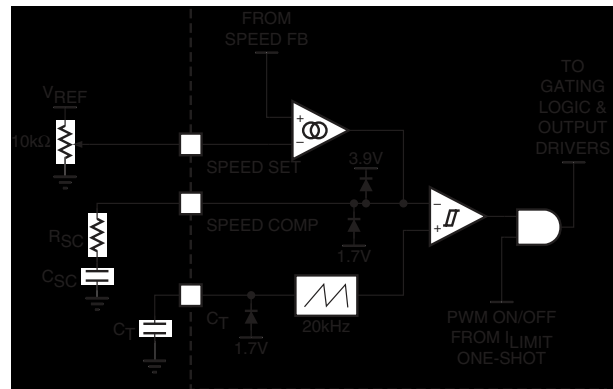 FROM
SPEED FB
TO
GATING
LOGIC &
OUTPUT
DRIVERS
VREF
10kΩ
+
−
SPEED SET
3.9V
SPEED COMP
−
+
1.7V
RSC
CSC
CT
CT
1.7V
20kHz
PWM ON/OFF
FROM ILIMIT
ONE-SHOT